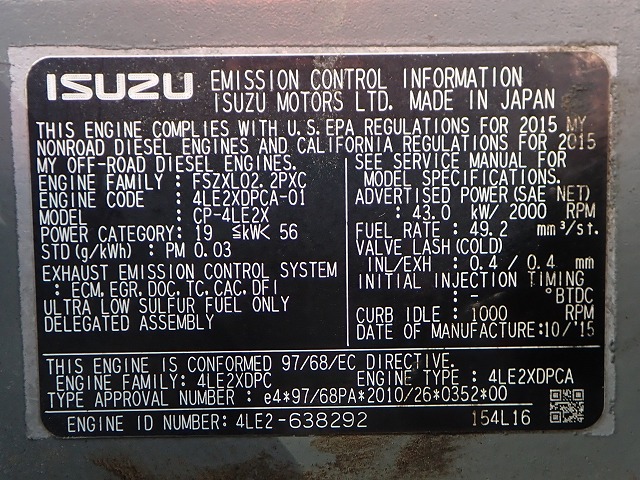 ISUZU EMISSION CONTROL INFORMATION
ISUZU MOTORS LTD. MADE IN JAPAN
THIS ENGINE COMPLIES WITH U.S.EPA REGULATIONS FOR 2015 MY
NONROAD DIESEL ENGINES AND CALIFORNIA REGULATIONS FOR 2015
MY OFF-ROAD DIESEL ENGINES.
ENGINE FAMILY : FSZXL02.2PXC
ENGINE CODE : 4LE2XDPCA-01
MODEL : CP-4LE2X
POWER CATEGORY: 19 ≤kW< 56
STD(g/kWh) : PM 0.03
EXHAUST EMISSION CONTROL SYSTEM
: ECM,EGR,DOC,TC,CAC,DFI
ULTRA LOW SULFUR FUEL ONLY
DELEGATED ASSEMBLY
SEE SERVICE MANUAL FOR
MODEL SPECIFICATIONS.
ADVERTISED POWER(SAE NET)
: 43.0 kW/ 2000 RPM
FUEL RATE : 49.2 mm³/st.
VALVE LASH(COLD)
INL/EXH : 0.4/ 0.4 mm
INITIAL INJECTION TIMING
: - °BTDC
CURB IDLE : 1000 RPM
DATE OF MANUFACTURE:10/'15
THIS ENGINE IS CONFORMED 97/68/EC DIRECTIVE.
ENGINE FAMILY: 4LE2XDPC ENGINE TYPE : 4LE2XDPCA
TYPE APPROVAL NUMBER : e4*97/68PA*2010/26*0352*00
ENGINE ID NUMBER: 4LE2-638292 154L16